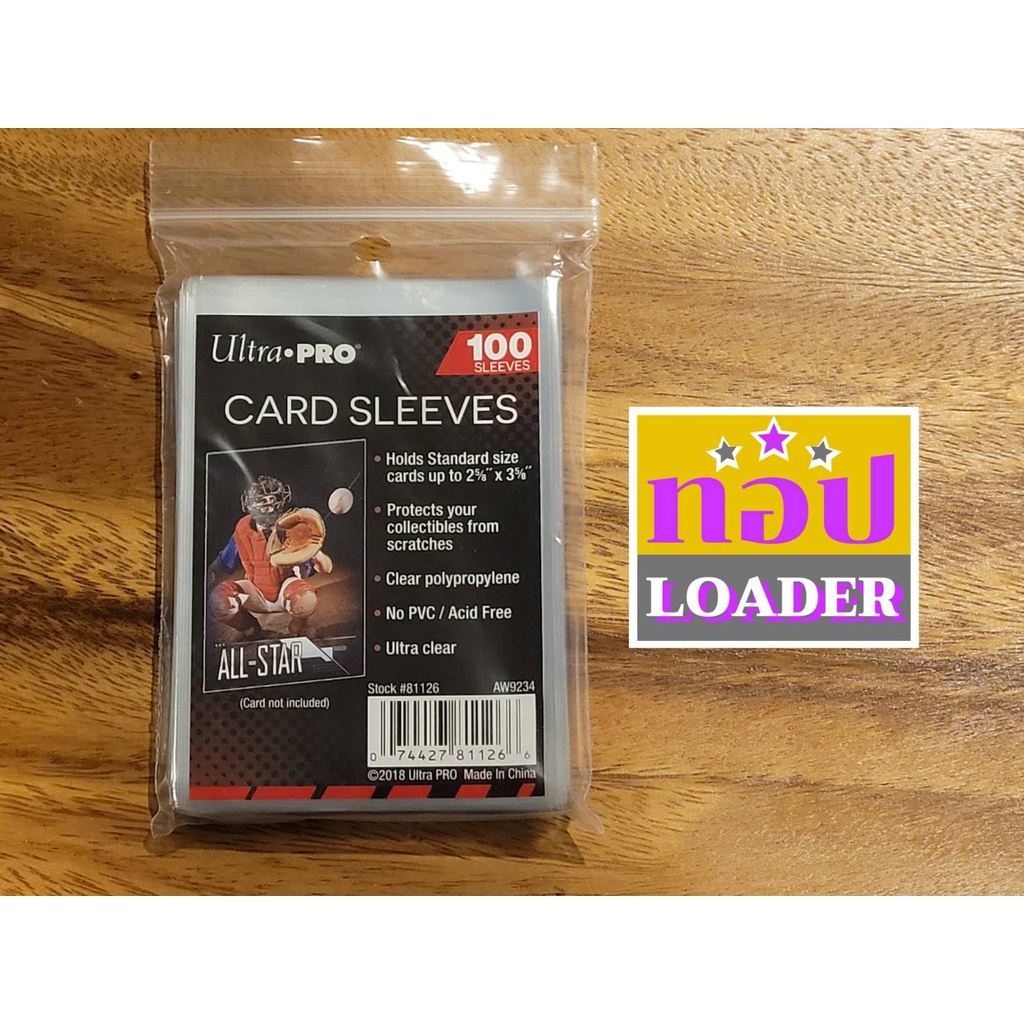 Ultra•PRO®
100
SLEEVES
CARD SLEEVES
• Holds Standard size
cards up to 2⅝" x 3⅝"
• Protects your
collectibles from
scratches
• Clear polypropylene
• No PVC / Acid Free
• Ultra clear
ALL-STAR
(Card not included)
Stock #81126 AW9234
0 74427 81126 6
©2018 Ultra PRO Made In China
ท็อป
LOADER